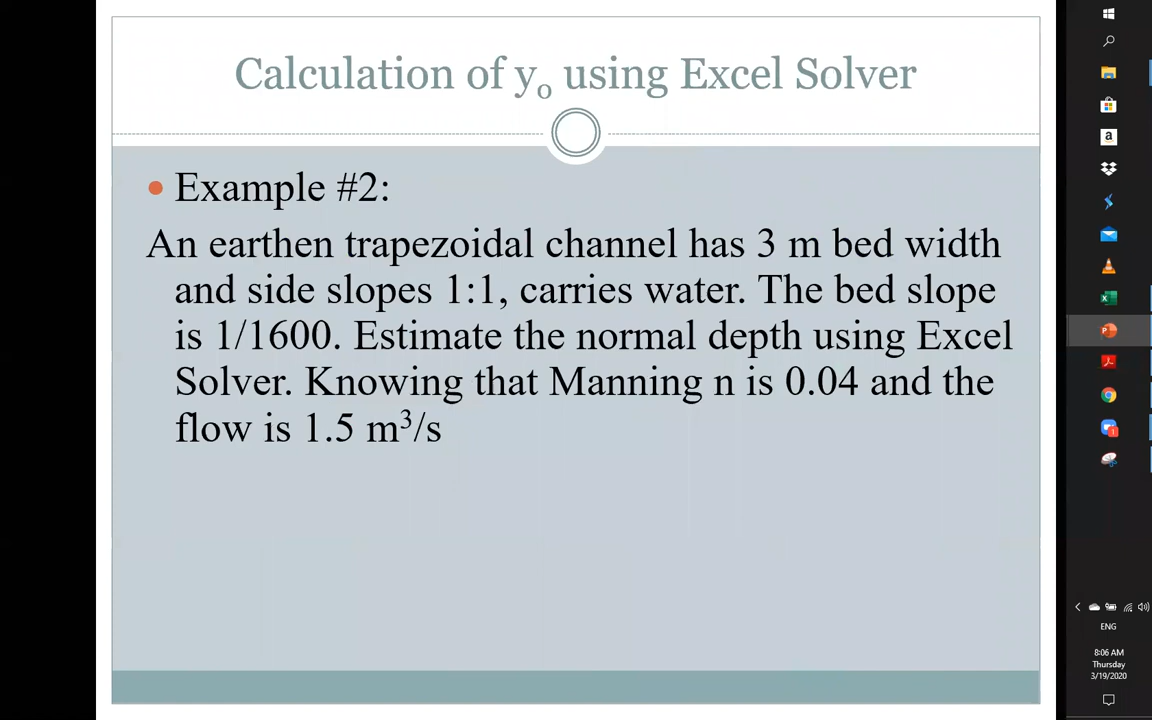 Calculation of yₒ using Excel Solver
• Example #2:
An earthen trapezoidal channel has 3 m bed width
and side slopes 1:1, carries water. The bed slope
is 1/1600. Estimate the normal depth using Excel
Solver. Knowing that Manning n is 0.04 and the
flow is 1.5 m³/s
ENG
8:06 AM
Thursday
3/19/2020